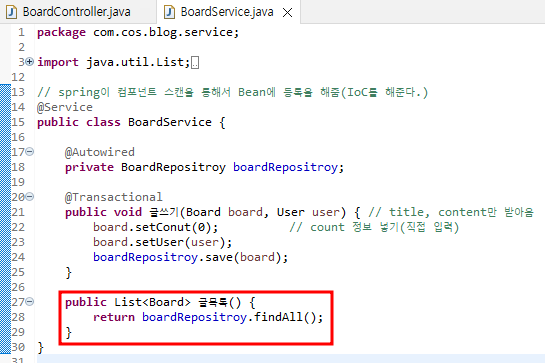 BoardController.java
BoardService.java
1 package com.cos.blog.service;
2
3 import java.util.List;
12
13 // spring이 컴포넌트 스캔을 통해서 Bean에 등록을 해줌(IoC를 해준다.)
14 @Service
15 public class BoardService {
16
17 @Autowired
18 private BoardRepositroy boardRepositroy;
19
20 @Transactional
21 public void 글쓰기(Board board, User user) { // title, content만 받아옴
22 board.setConut(0); // count 정보 넣기(직접 입력)
23 board.setUser(user);
24 boardRepositroy.save(board);
25 }
26
27 public List<Board> 글목록() {
28 return boardRepositroy.findAll();
29 }
30 }
31